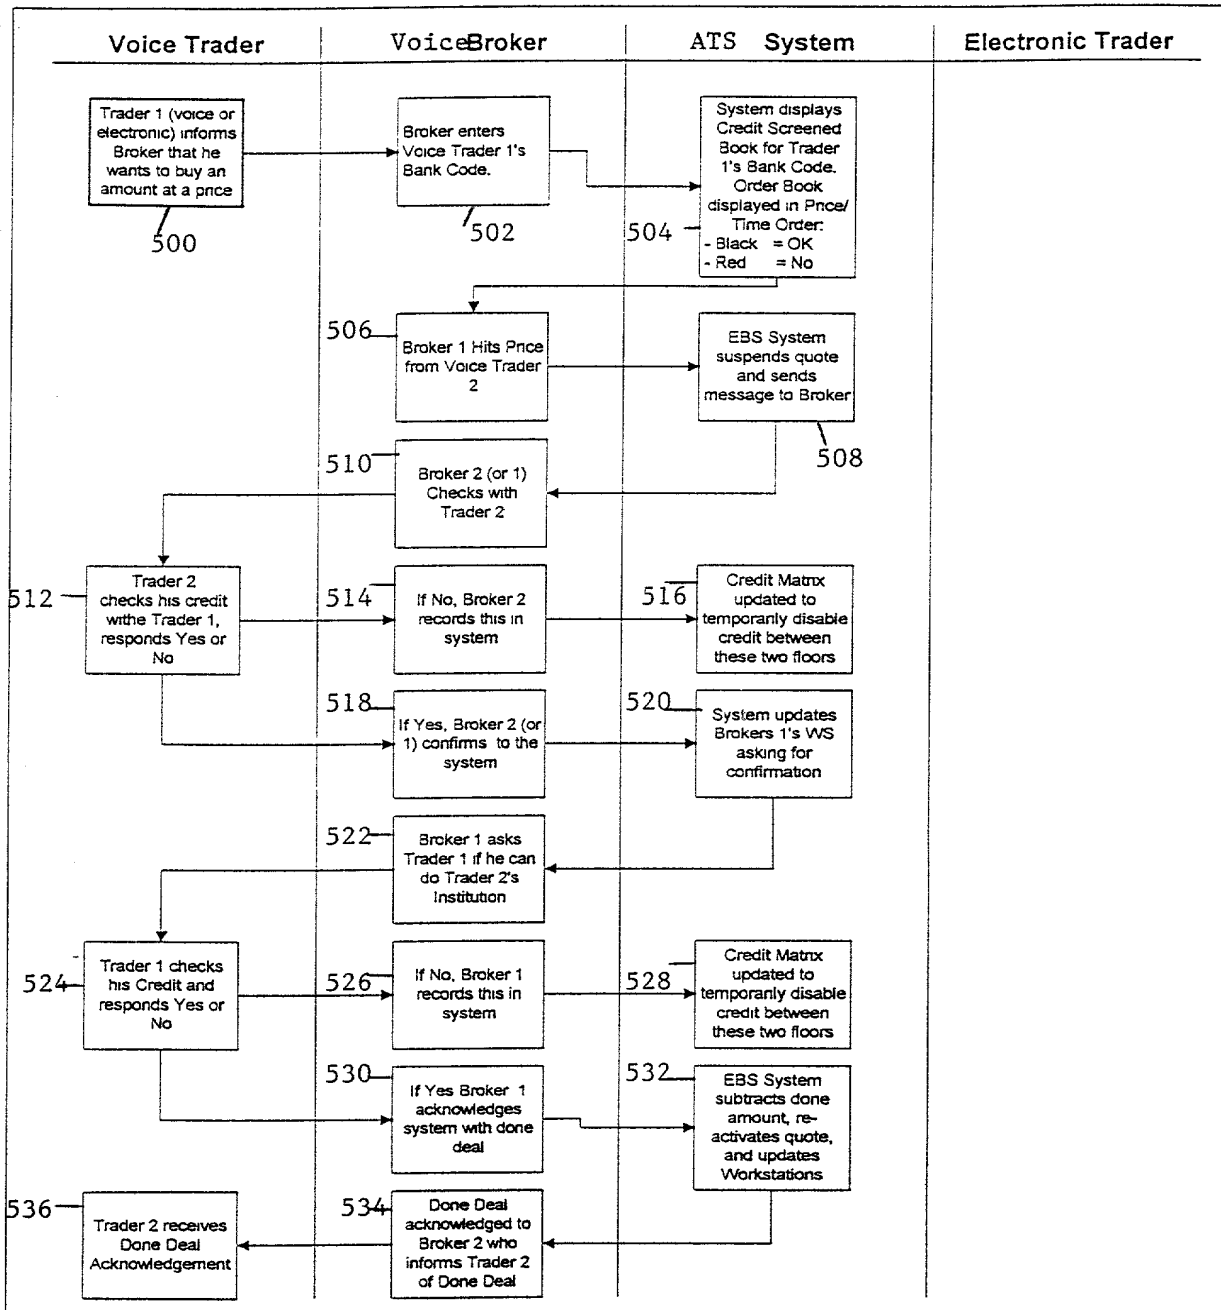 Voice Trader
VoiceBroker
ATS System
Electronic Trader
Trader 1 (voice or
electronic) informs
Broker that he
wants to buy an
amount at a price
500
Broker enters
Voice Trader 1's
Bank Code.
502
System displays
Credit Screened
Book for Trader
1's Bank Code.
Order Book
displayed in Price/
Time Order:
- Black = OK
- Red = No
504
506
Broker 1 Hits Price
from Voice Trader
2
EBS System
suspends quote
and sends
message to Broker
508
510
Broker 2 (or 1)
Checks with
Trader 2
512
Trader 2
checks his credit
withe Trader 1,
responds Yes or
No
514
If No, Broker 2
records this in
system
516
Credit Matrix
updated to
temporarily disable
credit between
these two floors
518
If Yes, Broker 2 (or
1) confirms to the
system
520
System updates
Brokers 1's WS
asking for
confirmation
522
Broker 1 asks
Trader 1 if he can
do Trader 2's
Institution
524
Trader 1 checks
his Credit and
responds Yes or
No
526
If No, Broker 1
records this in
system
528
Credit Matrix
updated to
temporarily disable
credit between
these two floors
530
If Yes Broker 1
acknowledges
system with done
deal
532
EBS System
subtracts done
amount, re-
activates quote,
and updates
Workstations
536
Trader 2 receives
Done Deal
Acknowledgement
534
Done Deal
acknowledged to
Broker 2 who
informs Trader 2
of Done Deal